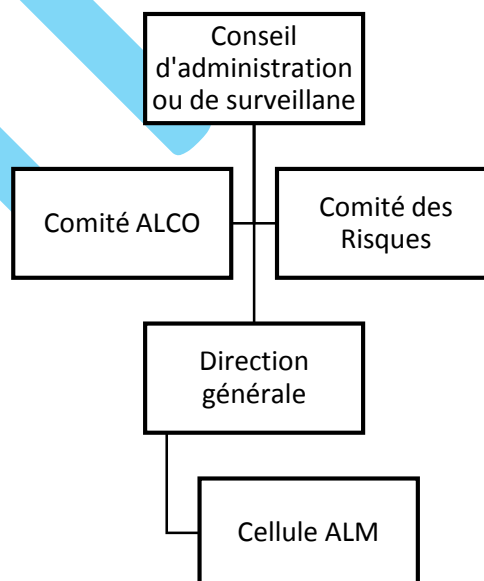 Conseil
d'administration
ou de surveillane
Comité ALCO
Comité des
Risques
Direction
générale
Cellule ALM